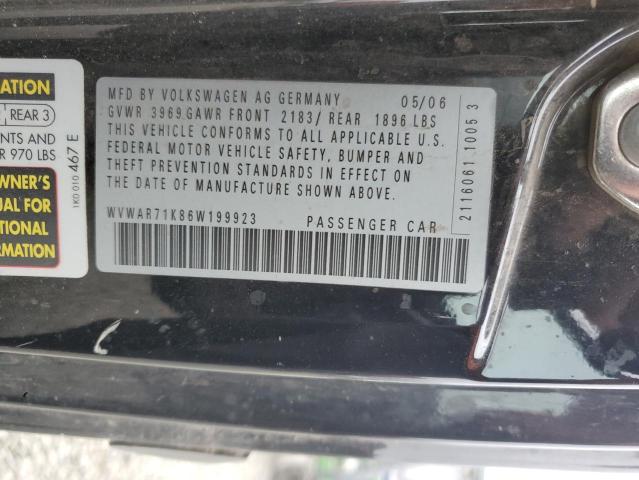 ATION
REAR 3
NTS AND
R 970 LBS
WNER'S
UAL FOR
TIONAL
RMATION
1K0 010 467 E
MFD BY VOLKSWAGEN AG GERMANY 05/06
GVWR 3969 GAWR FRONT 2183/ REAR 1896 LBS
THIS VEHICLE CONFORMS TO ALL APPLICABLE U.S.
FEDERAL MOTOR VEHICLE SAFETY, BUMPER AND
THEFT PREVENTION STANDARDS IN EFFECT ON
THE DATE OF MANUFACTURE SHOWN ABOVE.
WVWAR71K86W199923 PASSENGER CAR
2116061 1005 3